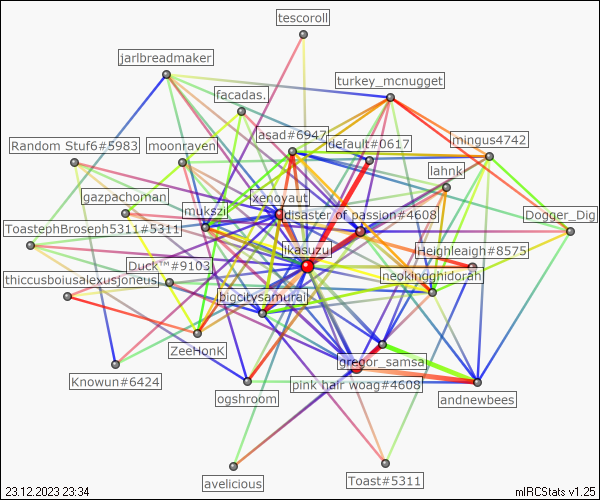 tescoroll
jarlbreadmaker
turkey_mcnugget
facadas.
asad#6947
default#0617
mingus4742
Random Stuf6#5983
moonraven
lahnk
gazpachoman
xenoyaut
mukszi
disaster of passion#4608
Dogger_Dig
ToastephBroseph5311#5311
likasuzu
Heighleaigh#8575
Duck™#9103
thiccusboiusalexusjoneus
neokingghidorah
bigcitysamurai
ZeeHonK
gregor_samsa
Knowun#6424
pink hair woag#4608
ogshroom
andnewbees
avelicious
Toast#5311
23.12.2023 23:34
mIRCStats v1.25